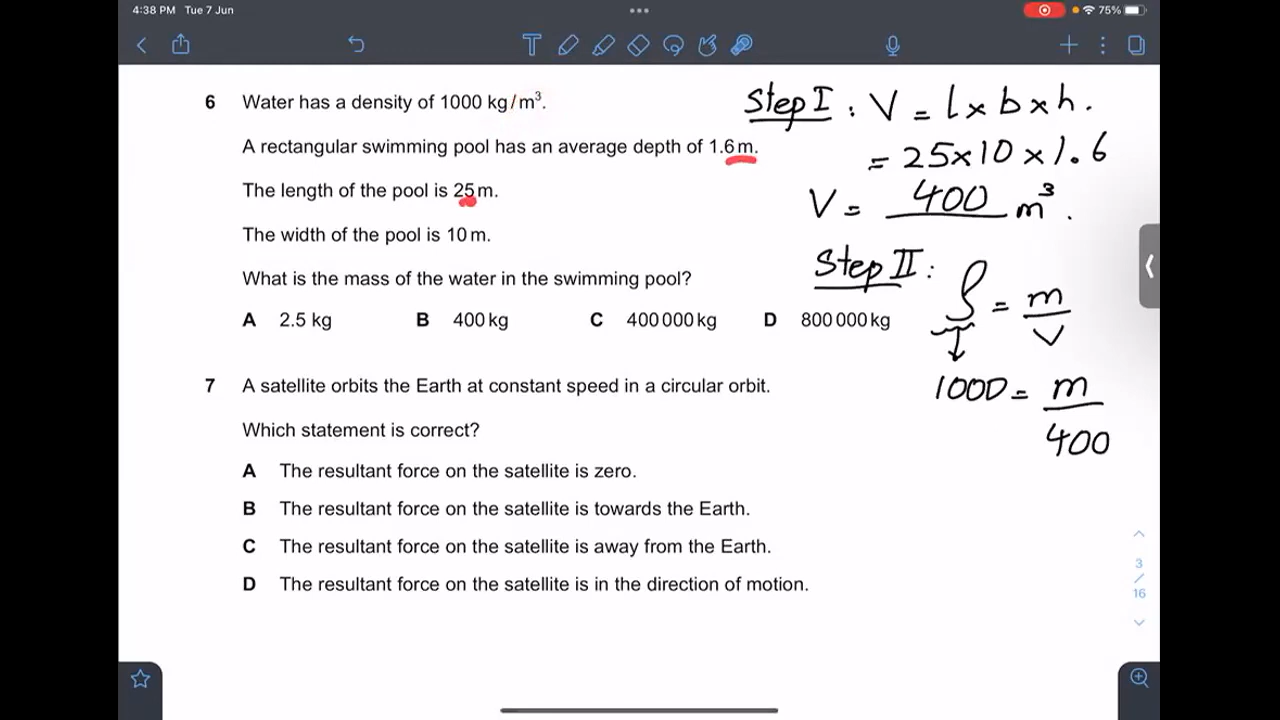 4:38 PM Tue 7 Jun
75%
6 Water has a density of 1000 kg/m³.
A rectangular swimming pool has an average depth of 1.6 m.
The length of the pool is 25 m.
The width of the pool is 10 m.
What is the mass of the water in the swimming pool?
A 2.5 kg B 400 kg C 400 000 kg D 800 000 kg
7 A satellite orbits the Earth at constant speed in a circular orbit.
Which statement is correct?
A The resultant force on the satellite is zero.
B The resultant force on the satellite is towards the Earth.
C The resultant force on the satellite is away from the Earth.
D The resultant force on the satellite is in the direction of motion.
Step I : V = l × b × h.
= 25 × 10 × 1.6
V = 400 m³.
Step II :
ρ = m / V
1000 = m / 400
3 / 16